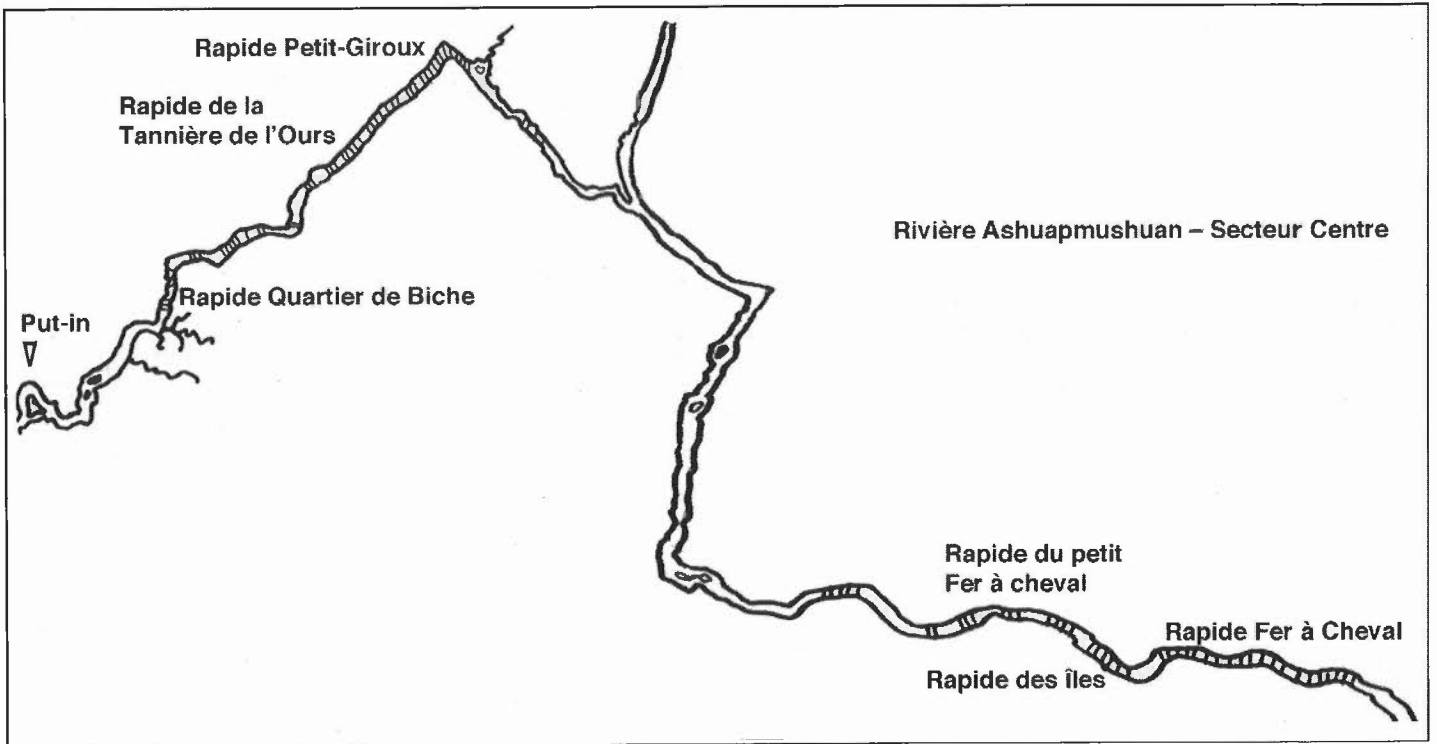 Rapide Petit-Giroux
Rapide de la
Tannière de l'Ours
Rivière Ashuapmushuan – Secteur Centre
Rapide Quartier de Biche
Put-in
Rapide du petit
Fer à cheval
Rapide Fer à Cheval
Rapide des îles